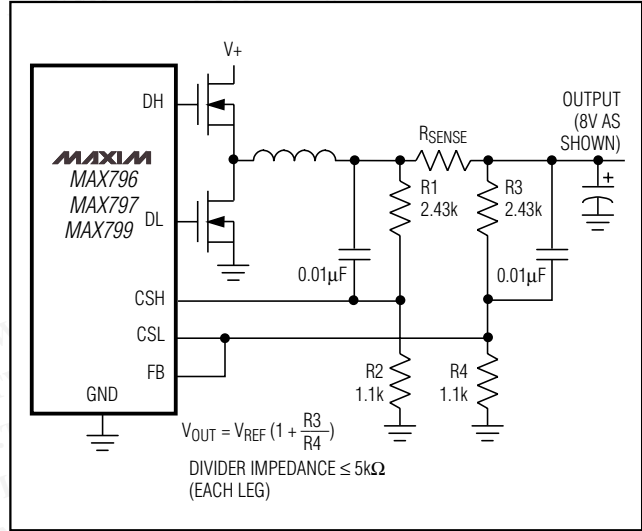 V+
DH
MAXIM
MAX796
MAX797
MAX799
DL
CSH
CSL
FB
GND
RSENSE
OUTPUT
(8V AS
SHOWN)
+
R1
2.43k
R3
2.43k
0.01µF
0.01µF
R2
1.1k
R4
1.1k
VOUT = VREF (1 + R3/R4)
DIVIDER IMPEDANCE ≤ 5kΩ
(EACH LEG)